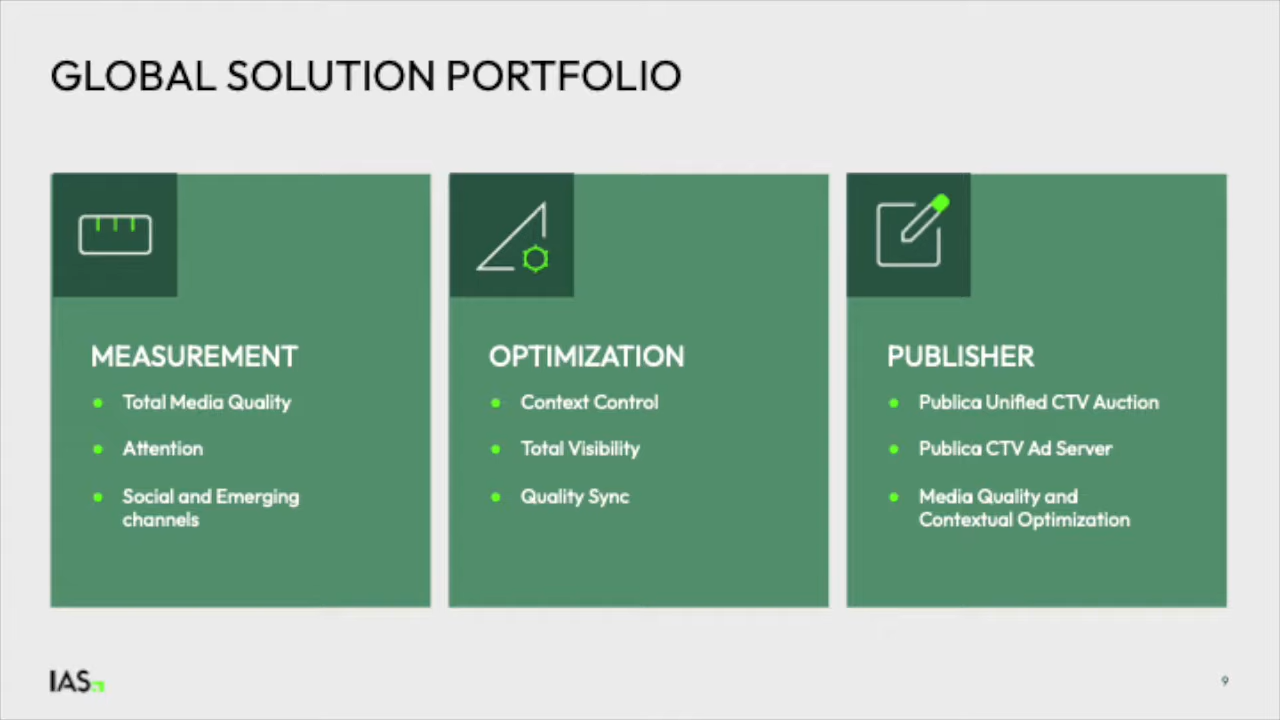 GLOBAL SOLUTION PORTFOLIO
MEASUREMENT
Total Media Quality
Attention
Social and Emerging
channels
OPTIMIZATION
Context Control
Total Visibility
Quality Sync
PUBLISHER
Publica Unified CTV Auction
Publica CTV Ad Server
Media Quality and
Contextual Optimization
IAS
9